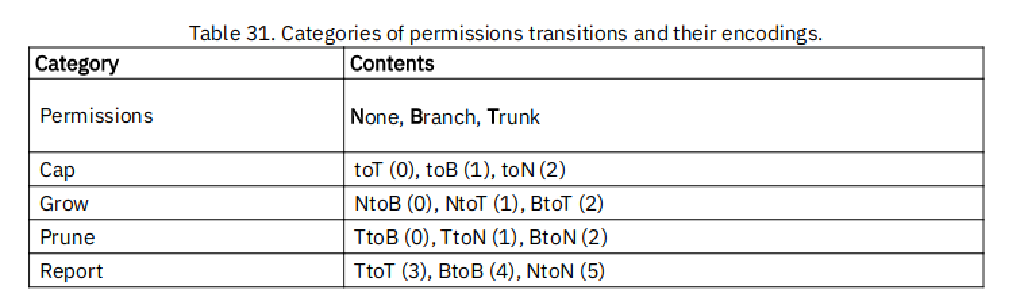 Table 31. Categories of permissions transitions and their encodings.
Category Contents
Permissions None, Branch, Trunk
Cap toT (0), toB (1), toN (2)
Grow NtoB (0), NtoT (1), BtoT (2)
Prune TtoB (0), TtoN (1), BtoN (2)
Report TtoT (3), BtoB (4), NtoN (5)